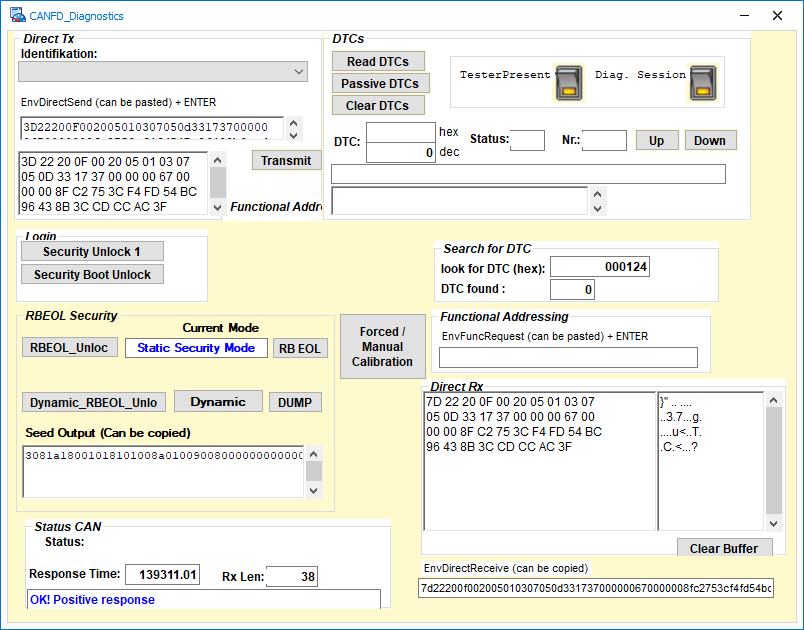 CANFD_Diagnostics
Direct Tx
Identifikation:
EnvDirectSend (can be pasted) + ENTER
3D22200F002005010307050d33173700000
3D 22 20 0F 00 20 05 01 03 07
05 0D 33 17 37 00 00 00 67 00
00 00 8F C2 75 3C F4 FD 54 BC
96 43 8B 3C CD CC AC 3F
Transmit
Functional Addr
DTCs
Read DTCs
Passive DTCs
Clear DTCs
TesterPresent
Diag. Session
DTC:
hex
0 dec
Status:
Nr.:
Up
Down
Login
Security Unlock 1
Security Boot Unlock
Search for DTC
look for DTC (hex): 000124
DTC found : 0
RBEOL Security
Current Mode
RBEOL_Unloc
Static Security Mode
RB EOL
Dynamic_RBEOL_Unlo
Dynamic
DUMP
Seed Output (Can be copied)
3081a18001018101008a01009008000000000000
Forced /
Manual
Calibration
Functional Addressing
EnvFuncRequest (can be pasted) + ENTER
Direct Rx
7D 22 20 0F 00 20 05 01 03 07
05 0D 33 17 37 00 00 00 67 00
00 00 8F C2 75 3C F4 FD 54 BC
96 43 8B 3C CD CC AC 3F
}" .. ....
..3.7...g.
....u<..T.
.C.<...?
Clear Buffer
Status CAN
Status:
Response Time: 139311.01
Rx Len: 38
OK! Positive response
EnvDirectReceive (can be copied)
7d22200f002005010307050d331737000000670000008fc2753cf4fd54bc